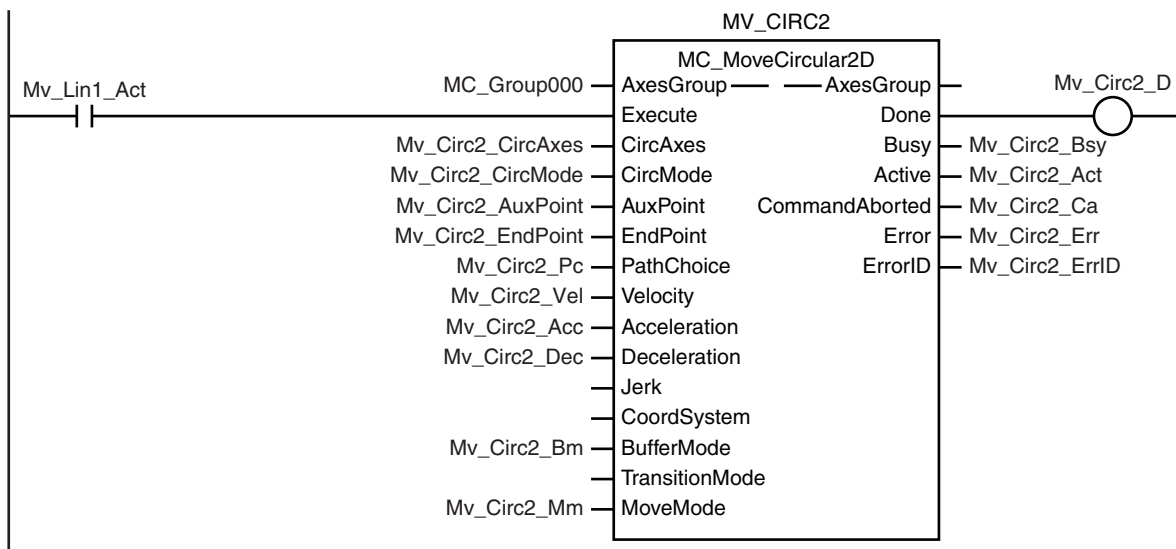 MV_CIRC2
MC_MoveCircular2D
Mv_Lin1_Act
MC_Group000 AxesGroup AxesGroup Mv_Circ2_D
Execute Done
Mv_Circ2_CircAxes CircAxes Busy Mv_Circ2_Bsy
Mv_Circ2_CircMode CircMode Active Mv_Circ2_Act
Mv_Circ2_AuxPoint AuxPoint CommandAborted Mv_Circ2_Ca
Mv_Circ2_EndPoint EndPoint Error Mv_Circ2_Err
Mv_Circ2_Pc PathChoice ErrorID Mv_Circ2_ErrID
Mv_Circ2_Vel Velocity
Mv_Circ2_Acc Acceleration
Mv_Circ2_Dec Deceleration
Jerk
CoordSystem
Mv_Circ2_Bm BufferMode
TransitionMode
Mv_Circ2_Mm MoveMode